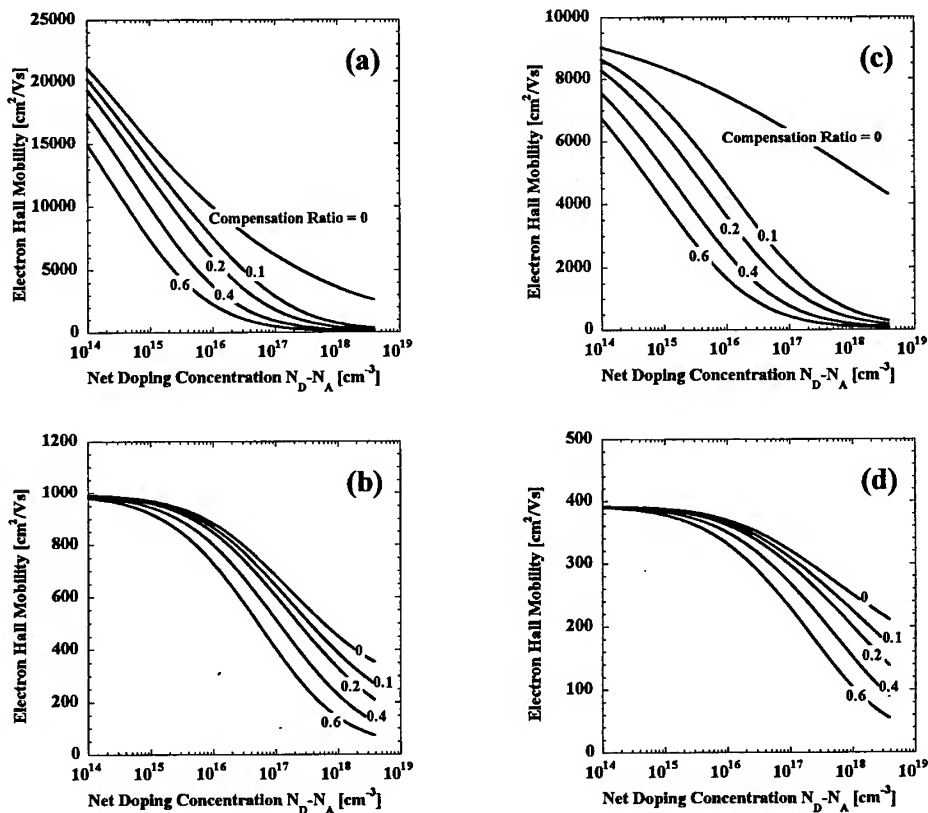 (a)
Electron Hall Mobility [cm²/Vs]
25000
20000
15000
10000
5000
0
Compensation Ratio = 0
0.1
0.2
0.4
0.6
10¹⁴ 10¹⁵ 10¹⁶ 10¹⁷ 10¹⁸ 10¹⁹
Net Doping Concentration N_D-N_A [cm⁻³]
(c)
Electron Hall Mobility [cm²/Vs]
10000
8000
6000
4000
2000
0
Compensation Ratio = 0
0.1
0.2
0.4
0.6
10¹⁴ 10¹⁵ 10¹⁶ 10¹⁷ 10¹⁸ 10¹⁹
Net Doping Concentration N_D-N_A [cm⁻³]
(b)
Electron Hall Mobility [cm²/Vs]
1200
1000
800
600
400
200
0
0
0.1
0.2
0.4
0.6
10¹⁴ 10¹⁵ 10¹⁶ 10¹⁷ 10¹⁸ 10¹⁹
Net Doping Concentration N_D-N_A [cm⁻³]
(d)
Electron Hall Mobility [cm²/Vs]
500
400
300
200
100
0
0
0.1
0.2
0.4
0.6
10¹⁴ 10¹⁵ 10¹⁶ 10¹⁷ 10¹⁸ 10¹⁹
Net Doping Concentration N_D-N_A [cm⁻³]